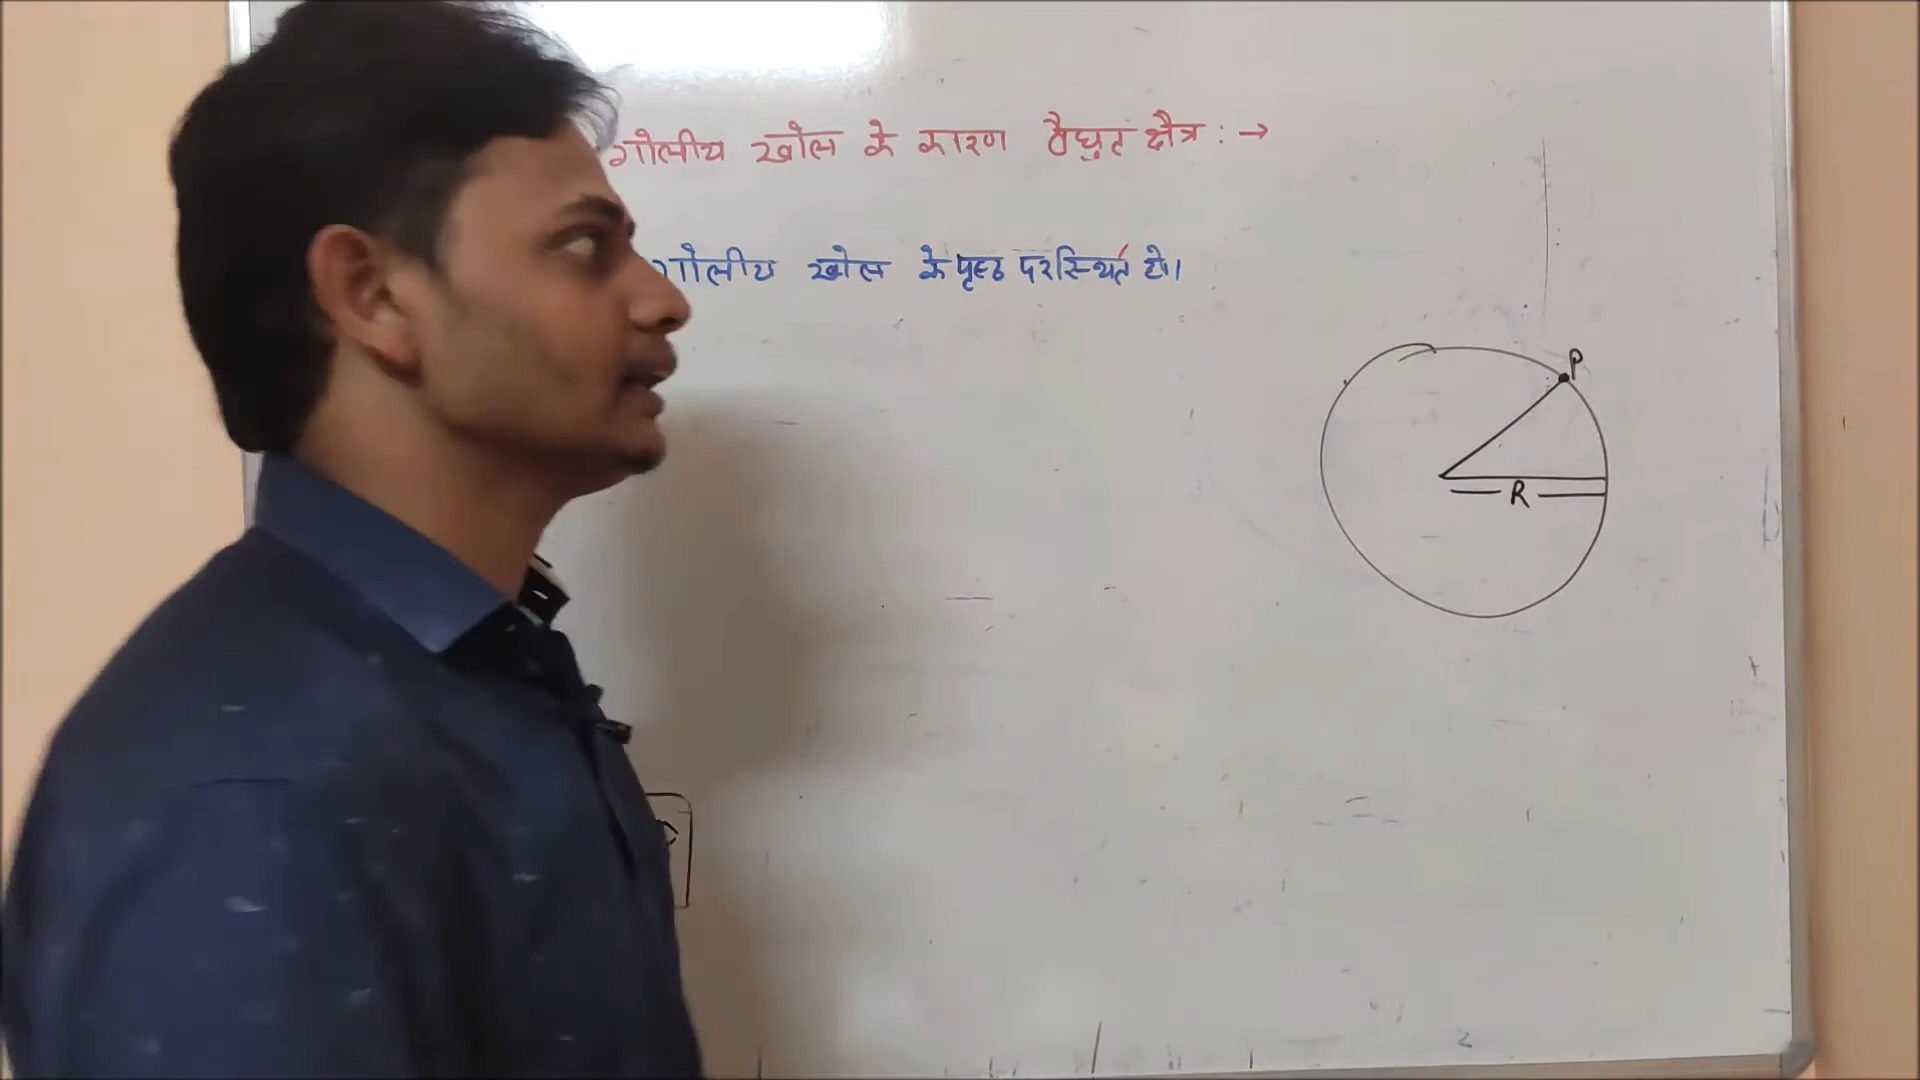 गोलीय खोल के कारण वैधुत क्षैत्र : →
गोलीय खोल के पृष्ठ पर स्थित हो।
P
R